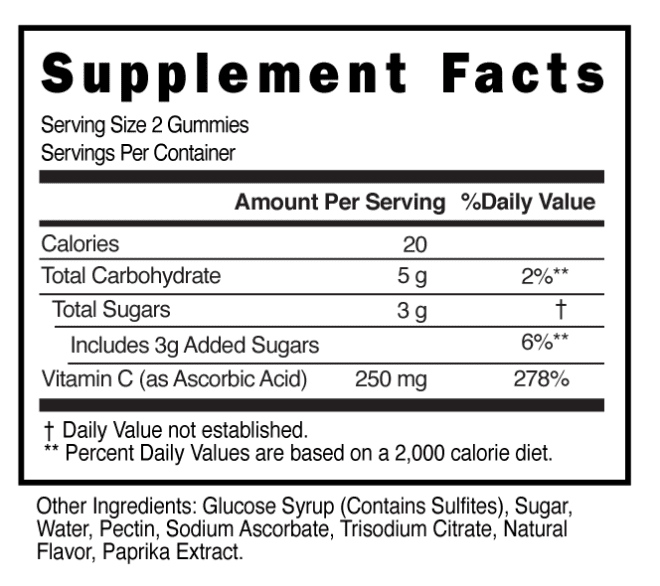 Supplement Facts
Serving Size 2 Gummies
Servings Per Container
Amount Per Serving %Daily Value
Calories 20
Total Carbohydrate 5 g 2%**
Total Sugars 3 g †
Includes 3g Added Sugars 6%**
Vitamin C (as Ascorbic Acid) 250 mg 278%
† Daily Value not established.
** Percent Daily Values are based on a 2,000 calorie diet.
Other Ingredients: Glucose Syrup (Contains Sulfites), Sugar,
Water, Pectin, Sodium Ascorbate, Trisodium Citrate, Natural
Flavor, Paprika Extract.